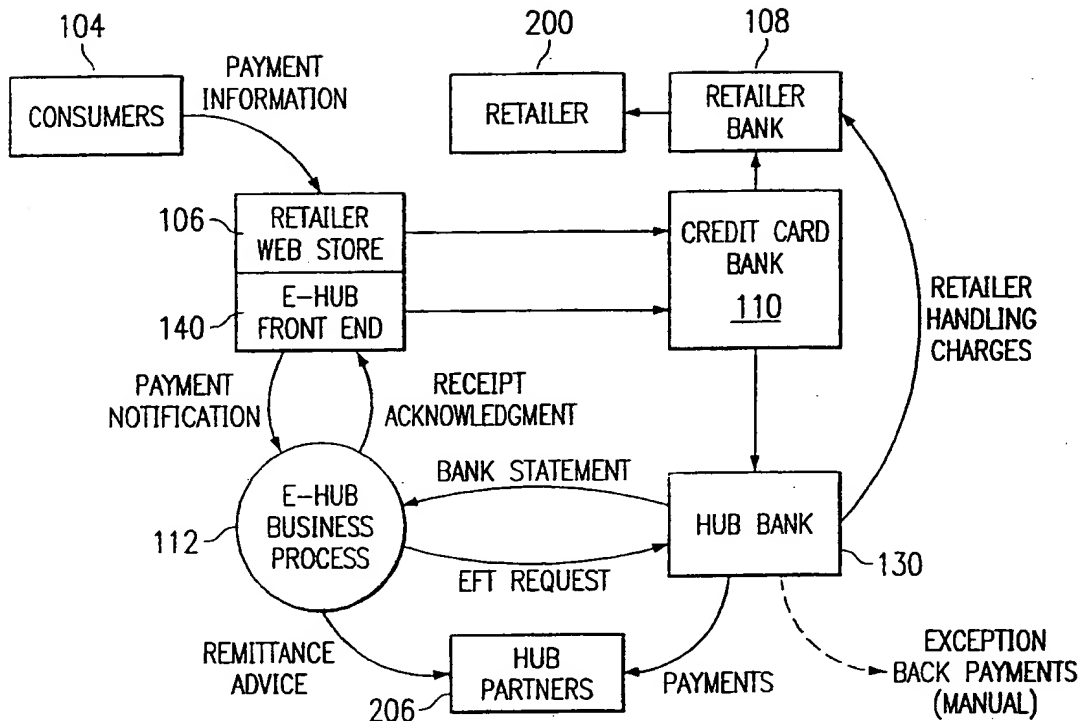 104
200
108
CONSUMERS
PAYMENT
INFORMATION
RETAILER
RETAILER
BANK
106
RETAILER
WEB STORE
140
E-HUB
FRONT END
CREDIT CARD
BANK
110
RETAILER
HANDLING
CHARGES
PAYMENT
NOTIFICATION
RECEIPT
ACKNOWLEDGMENT
112
E-HUB
BUSINESS
PROCESS
BANK STATEMENT
EFT REQUEST
HUB BANK
130
REMITTANCE
ADVICE
HUB
PARTNERS
206
PAYMENTS
EXCEPTION
BACK PAYMENTS
(MANUAL)